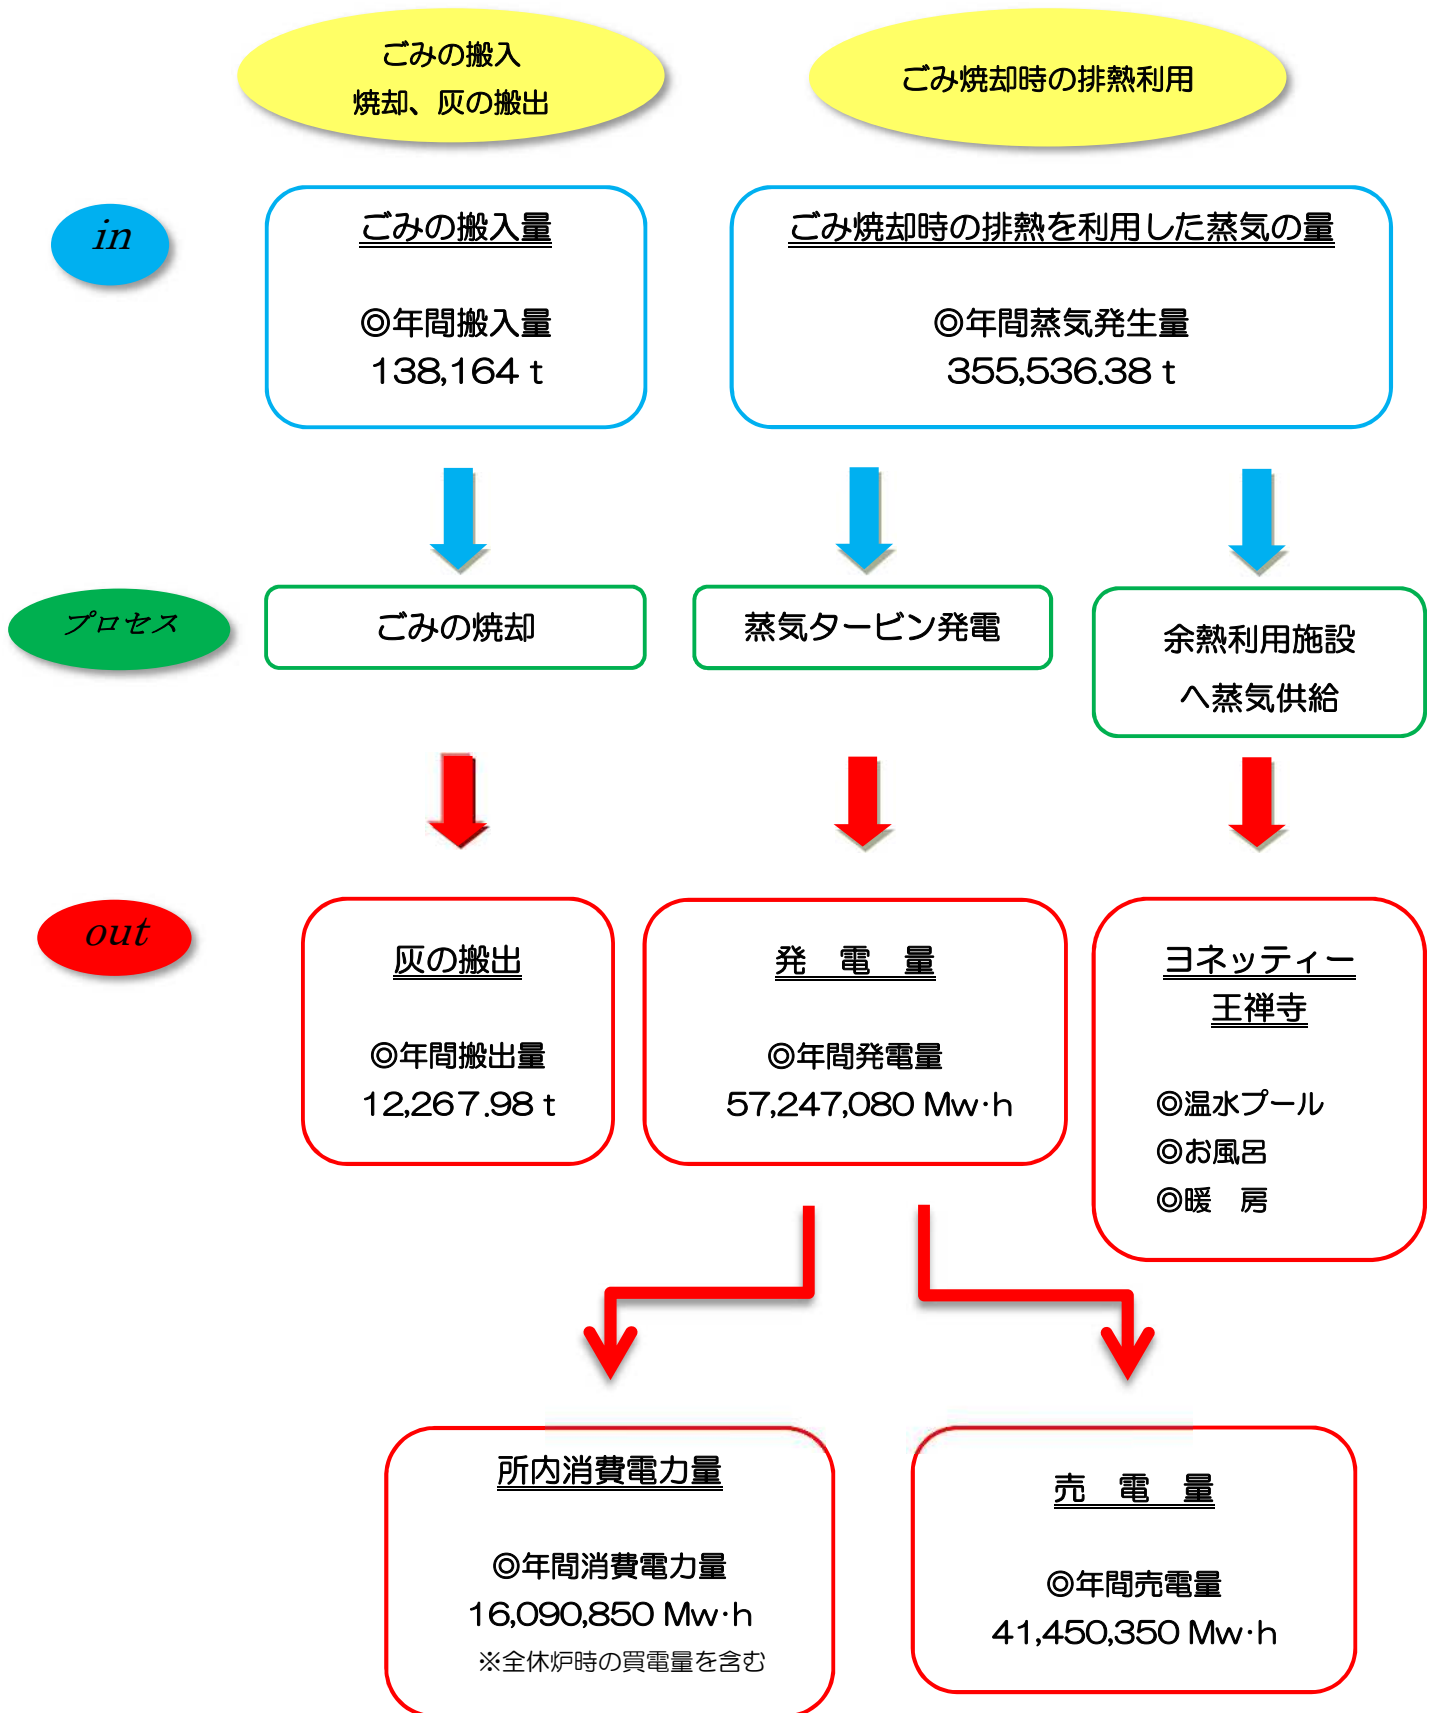 ごみの搬入
焼却、灰の搬出
ごみ焼却時の排熱利用
in
ごみの搬入量
◎年間搬入量
138,164 t
ごみ焼却時の排熱を利用した蒸気の量
◎年間蒸気発生量
355,536.38 t
プロセス
ごみの焼却
蒸気タービン発電
余熱利用施設
へ蒸気供給
out
灰の搬出
◎年間搬出量
12,267.98 t
発　電　量
◎年間発電量
57,247,080 Mw·h
ヨネッティー
王禅寺
◎温水プール
◎お風呂
◎暖　房
所内消費電力量
◎年間消費電力量
16,090,850 Mw·h
※全休炉時の買電量を含む
売　電　量
◎年間売電量
41,450,350 Mw·h